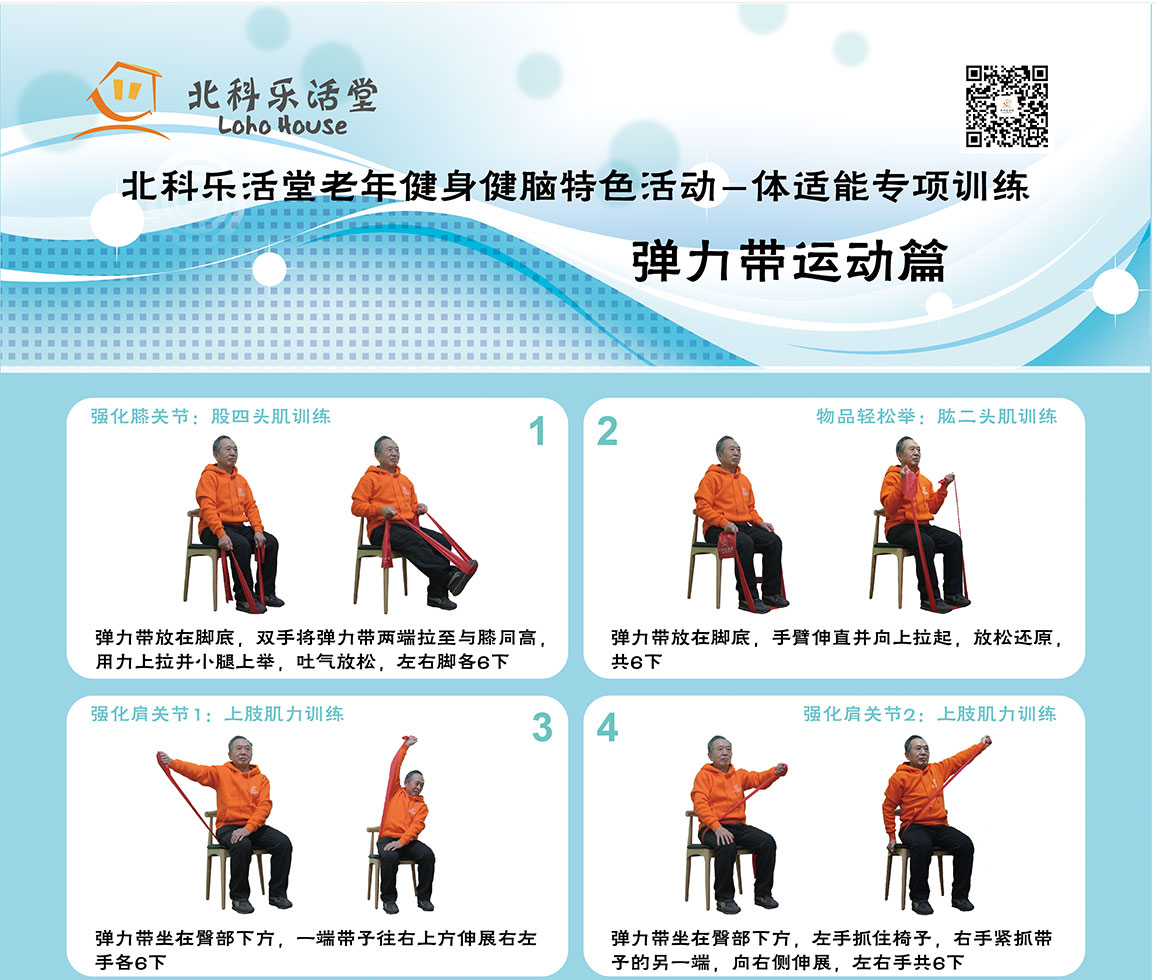 北科乐活堂
Loho House
北科乐活堂老年健身健脑特色活动-体适能专项训练
弹力带运动篇
强化膝关节：股四头肌训练
1
弹力带放在脚底，双手将弹力带两端拉至与膝同高，
用力上拉并小腿上举，吐气放松，左右脚各6下
2
物品轻松举：肱二头肌训练
弹力带放在脚底，手臂伸直并向上拉起，放松还原，
共6下
强化肩关节1：上肢肌力训练
3
弹力带坐在臀部下方，一端带子往右上方伸展右左
手各6下
4
强化肩关节2：上肢肌力训练
弹力带坐在臀部下方，左手抓住椅子，右手紧抓带
子的另一端，向右侧伸展，左右手共6下